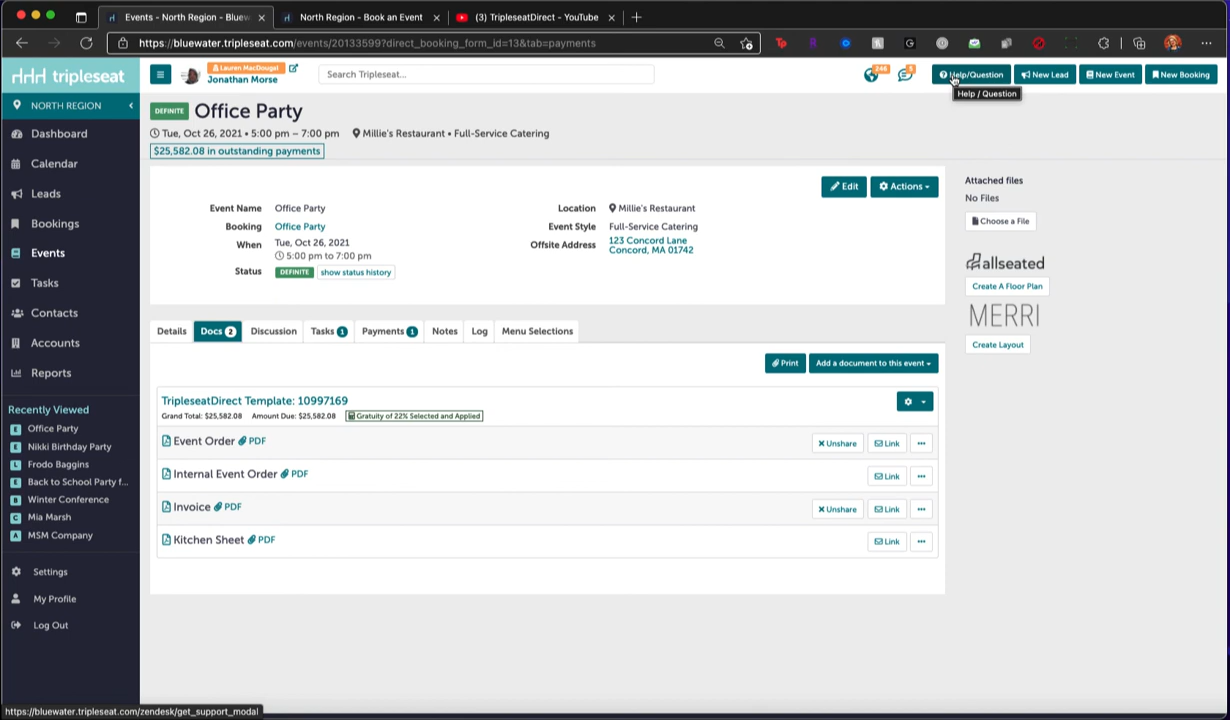 Events - North Region - Bluew
North Region - Book an Event
(3) TripleseatDirect - YouTube
https://bluewater.tripleseat.com/events/20133599?direct_booking_form_id=13&tab=payments
tripleseat
Lauren MacDougal
Jonathan Morse
Search Tripleseat...
246
5
Help/Question
New Lead
New Event
New Booking
Help / Question
NORTH REGION
Dashboard
Calendar
Leads
Bookings
Events
Tasks
Contacts
Accounts
Reports
Recently Viewed
E Office Party
E Nikki Birthday Party
L Frodo Baggins
E Back to School Party f...
B Winter Conference
C Mia Marsh
A MSM Company
Settings
My Profile
Log Out
DEFINITE Office Party
Tue, Oct 26, 2021 • 5:00 pm – 7:00 pm Millie's Restaurant • Full-Service Catering
$25,582.08 in outstanding payments
Edit
Actions
Event Name Office Party
Booking Office Party
When Tue, Oct 26, 2021
5:00 pm to 7:00 pm
Status DEFINITE show status history
Location Millie's Restaurant
Event Style Full-Service Catering
Offsite Address 123 Concord Lane
Concord, MA 01742
Attached files
No Files
Choose a File
allseated
Create A Floor Plan
MERRI
Create Layout
Details
Docs 2
Discussion
Tasks 1
Payments 1
Notes
Log
Menu Selections
Print
Add a document to this event
TripleseatDirect Template: 10997169
Grand Total: $25,582.08 Amount Due: $25,582.08 Gratuity of 22% Selected and Applied
Event Order PDF
Unshare Link ...
Internal Event Order PDF
Link ...
Invoice PDF
Unshare Link ...
Kitchen Sheet PDF
Link ...
https://bluewater.tripleseat.com/zendesk/get_support_modal